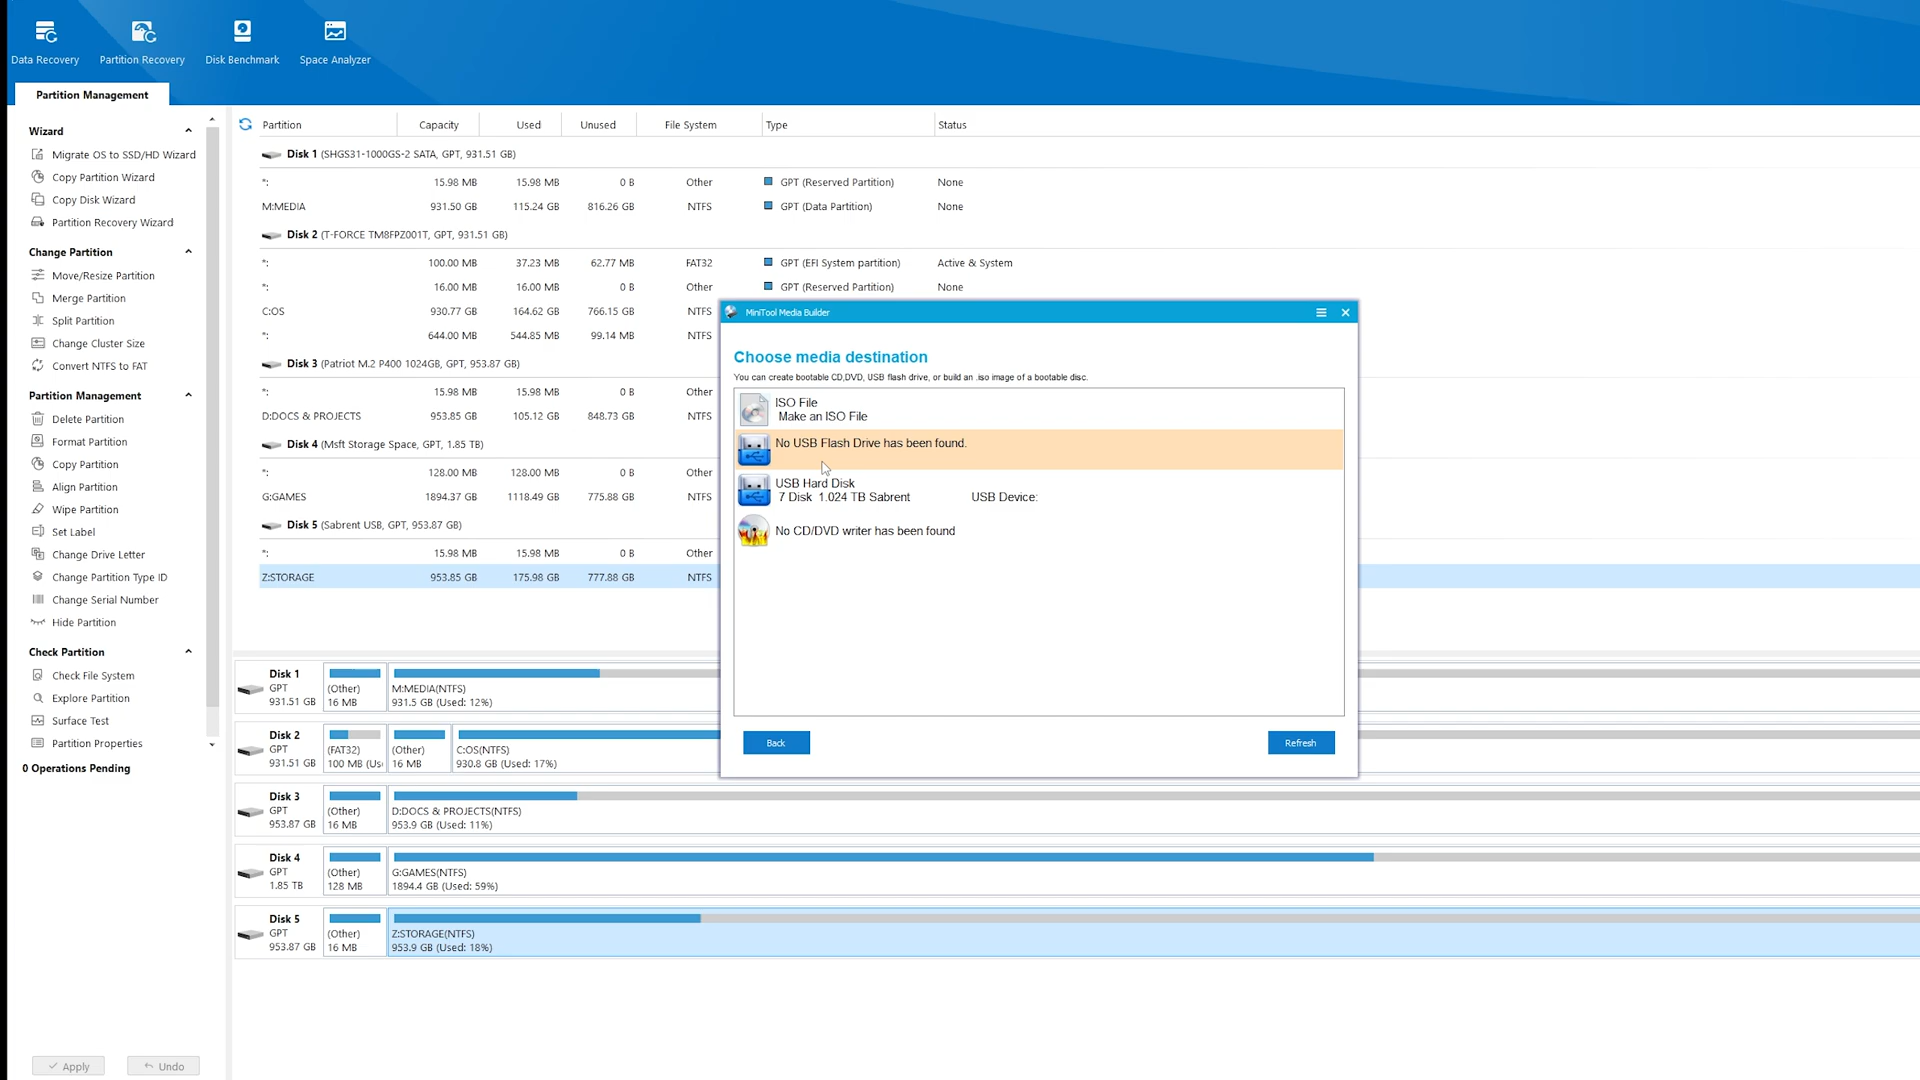 Data Recovery
Partition Recovery
Disk Benchmark
Space Analyzer
Partition Management
Wizard
Migrate OS to SSD/HD Wizard
Copy Partition Wizard
Copy Disk Wizard
Partition Recovery Wizard
Change Partition
Move/Resize Partition
Merge Partition
Split Partition
Change Cluster Size
Convert NTFS to FAT
Partition Management
Delete Partition
Format Partition
Copy Partition
Align Partition
Wipe Partition
Set Label
Change Drive Letter
Change Partition Type ID
Change Serial Number
Hide Partition
Check Partition
Check File System
Explore Partition
Surface Test
Partition Properties
0 Operations Pending
Apply Undo
Partition Capacity Used Unused File System Type Status
Disk 1 (SHGS31-1000GS-2 SATA, GPT, 931.51 GB)
*: 15.98 MB 15.98 MB 0 B Other GPT (Reserved Partition) None
M:MEDIA 931.50 GB 115.24 GB 816.26 GB NTFS GPT (Data Partition) None
Disk 2 (T-FORCE TM8FPZ001T, GPT, 931.51 GB)
*: 100.00 MB 37.23 MB 62.77 MB FAT32 GPT (EFI System partition) Active & System
*: 16.00 MB 16.00 MB 0 B Other GPT (Reserved Partition) None
C:OS 930.77 GB 164.62 GB 766.15 GB NTFS
*: 644.00 MB 544.85 MB 99.14 MB NTFS
Disk 3 (Patriot M.2 P400 1024GB, GPT, 953.87 GB)
*: 15.98 MB 15.98 MB 0 B Other
D:DOCS & PROJECTS 953.85 GB 105.12 GB 848.73 GB NTFS
Disk 4 (Msft Storage Space, GPT, 1.85 TB)
*: 128.00 MB 128.00 MB 0 B Other
G:GAMES 1894.37 GB 1118.49 GB 775.88 GB NTFS
Disk 5 (Sabrent USB, GPT, 953.87 GB)
*: 15.98 MB 15.98 MB 0 B Other
Z:STORAGE 953.85 GB 175.98 GB 777.88 GB NTFS
MiniTool Media Builder
Choose media destination
You can create bootable CD,DVD, USB flash drive, or build an .iso image of a bootable disc.
ISO File
Make an ISO File
No USB Flash Drive has been found.
USB Hard Disk
7 Disk 1.024 TB Sabrent USB Device:
No CD/DVD writer has been found
Back Refresh
Disk 1
GPT
931.51 GB
(Other)
16 MB
M:MEDIA(NTFS)
931.5 GB (Used: 12%)
Disk 2
GPT
931.51 GB
(FAT32)
100 MB (Us
(Other)
16 MB
C:OS(NTFS)
930.8 GB (Used: 17%)
Disk 3
GPT
953.87 GB
(Other)
16 MB
D:DOCS & PROJECTS(NTFS)
953.9 GB (Used: 11%)
Disk 4
GPT
1.85 TB
(Other)
128 MB
G:GAMES(NTFS)
1894.4 GB (Used: 59%)
Disk 5
GPT
953.87 GB
(Other)
16 MB
Z:STORAGE(NTFS)
953.9 GB (Used: 18%)